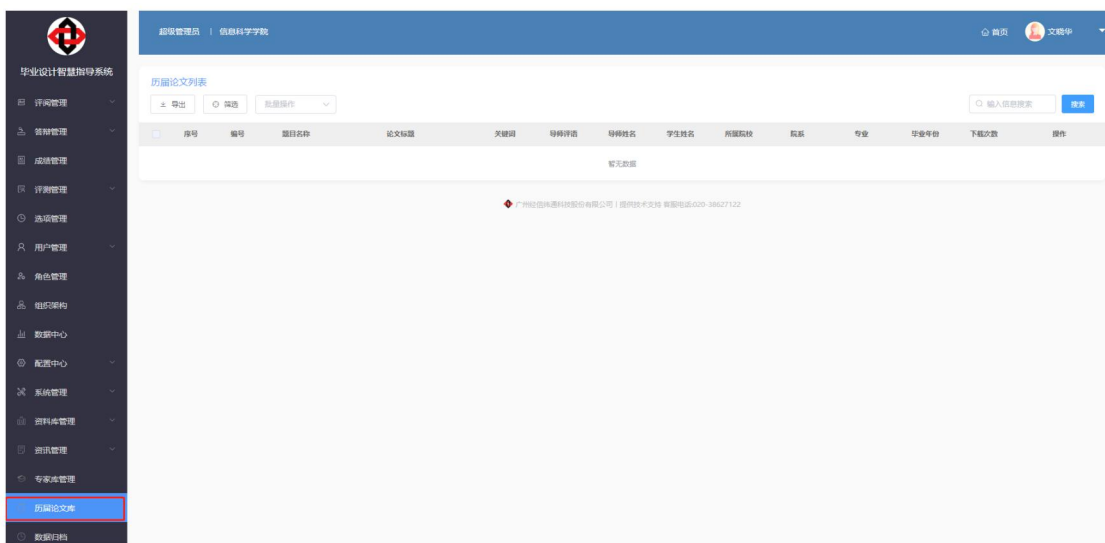 超级管理员 | 信息科学学院
首页 文晓华
毕业设计智慧指导系统
评阅管理
答辩管理
成绩管理
评测管理
选项管理
用户管理
角色管理
组织架构
数据中心
配置中心
系统管理
资料库管理
资讯管理
专家库管理
历届论文库
数据归档
历届论文列表
导出 筛选 批量操作 输入信息搜索 搜索
序号 编号 题目名称 论文标题 关键词 导师评语 导师姓名 学生姓名 所属院校 院系 专业 毕业年份 下载次数 操作
暂无数据
广州经信纬通科技股份有限公司 | 提供技术支持 客服电话:020-38627122